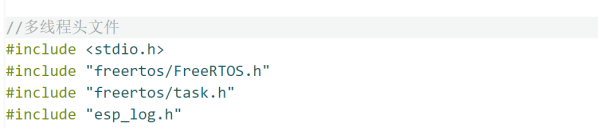 //多线程头文件
#include <stdio.h>
#include "freertos/FreeRTOS.h"
#include "freertos/task.h"
#include "esp_log.h"